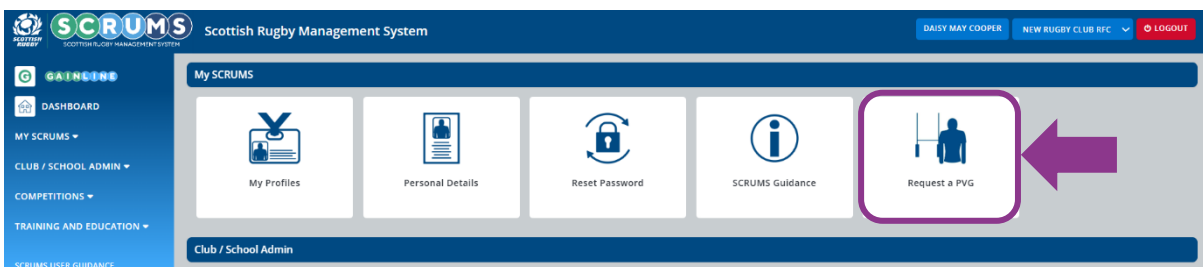 SCOTTISH
RUGBY
SCRUMS
SCOTTISH RUGBY MANAGEMENT SYSTEM
Scottish Rugby Management System
DAISY MAY COOPER
NEW RUGBY CLUB RFC
LOGOUT
G GAINLINE
DASHBOARD
MY SCRUMS
CLUB / SCHOOL ADMIN
COMPETITIONS
TRAINING AND EDUCATION
SCRUMS USER GUIDANCE
My SCRUMS
My Profiles
Personal Details
Reset Password
SCRUMS Guidance
Request a PVG
Club / School Admin